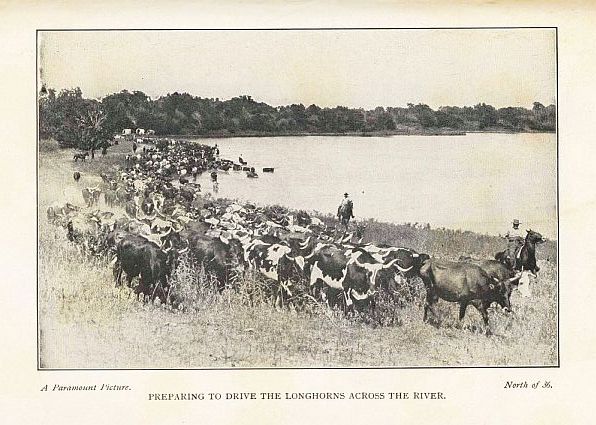 A Paramount Picture.
North of 36.
PREPARING TO DRIVE THE LONGHORNS ACROSS THE RIVER.